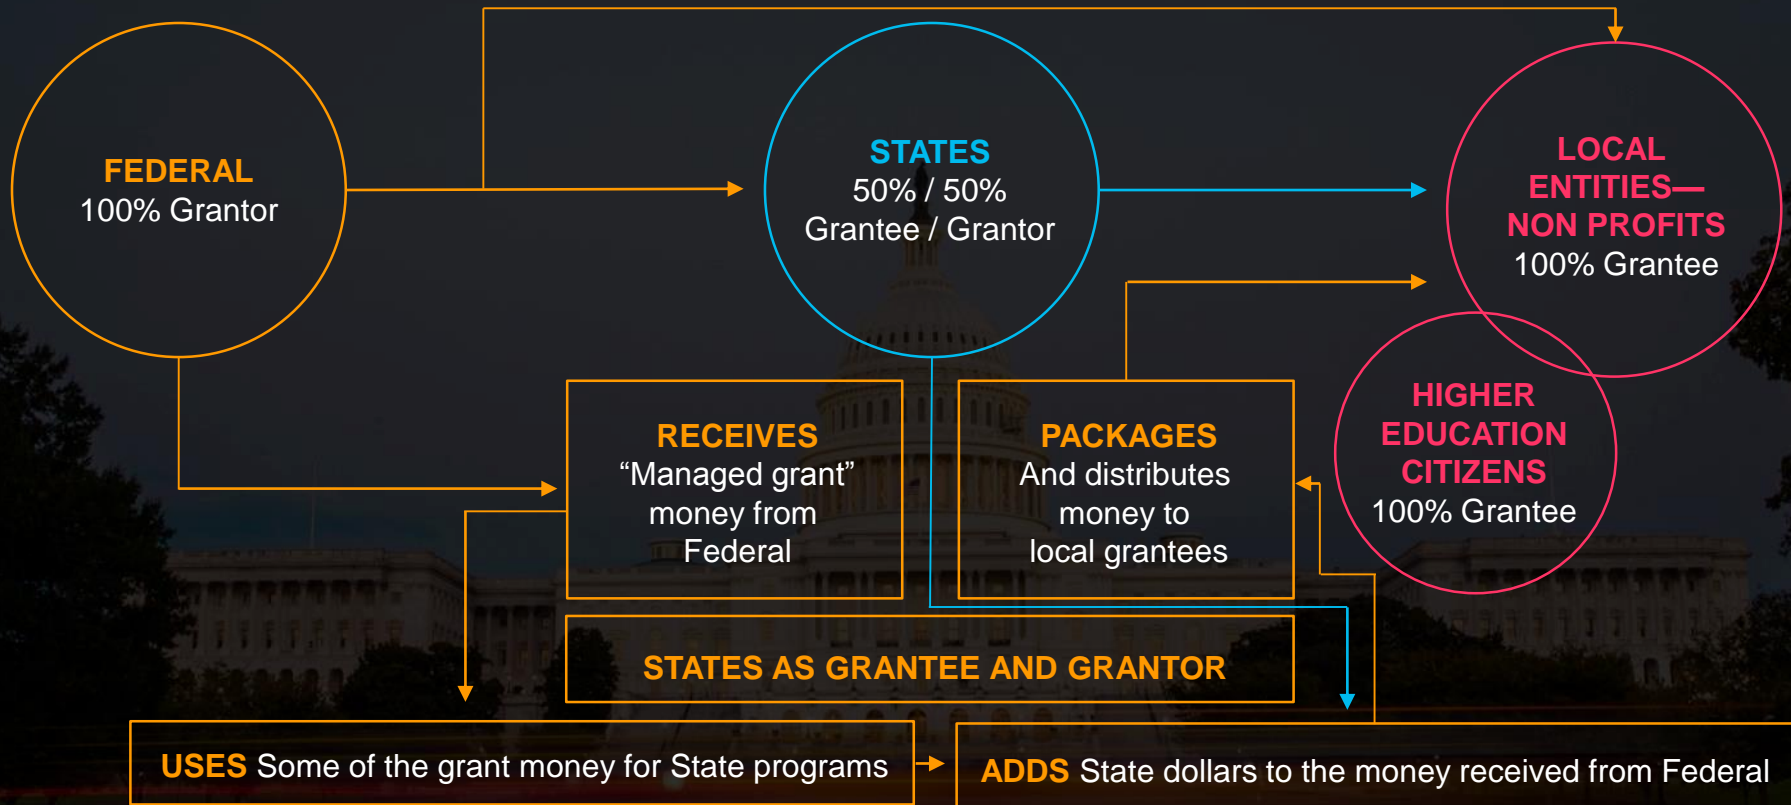 FEDERAL
100% Grantor
STATES
50% / 50%
Grantee / Grantor
LOCAL
ENTITIES—
NON PROFITS
100% Grantee
HIGHER
EDUCATION
CITIZENS
100% Grantee
RECEIVES
“Managed grant”
money from
Federal
PACKAGES
And distributes
money to
local grantees
STATES AS GRANTEE AND GRANTOR
USES Some of the grant money for State programs
ADDS State dollars to the money received from Federal